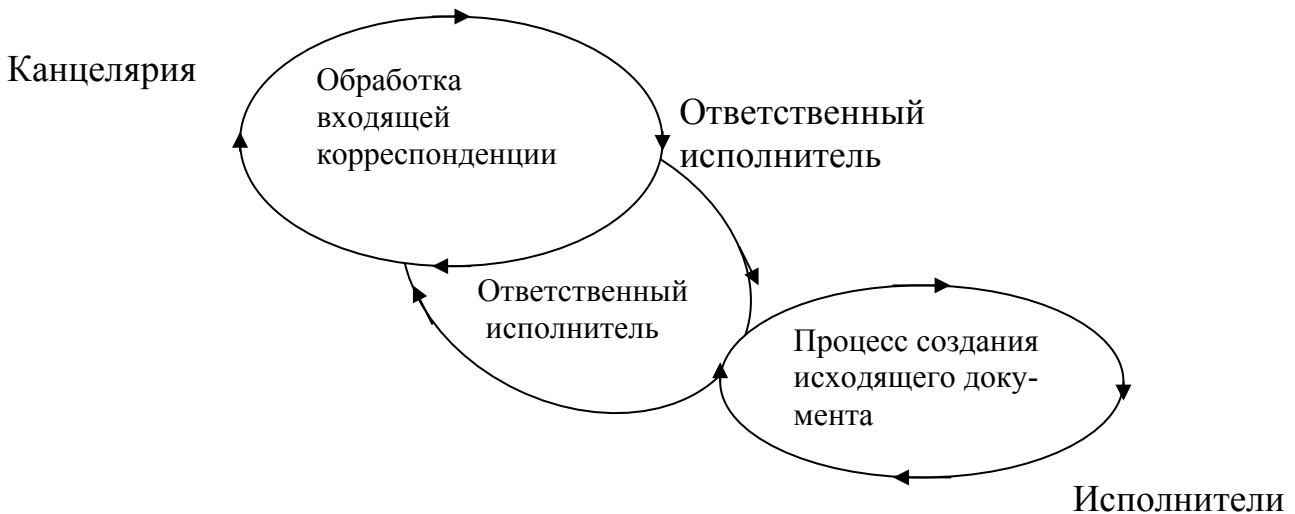 Канцелярия
Обработка
входящей
корреспонденции
Ответственный
исполнитель
Ответственный
исполнитель
Процесс создания
исходящего доку-
мента
Исполнители